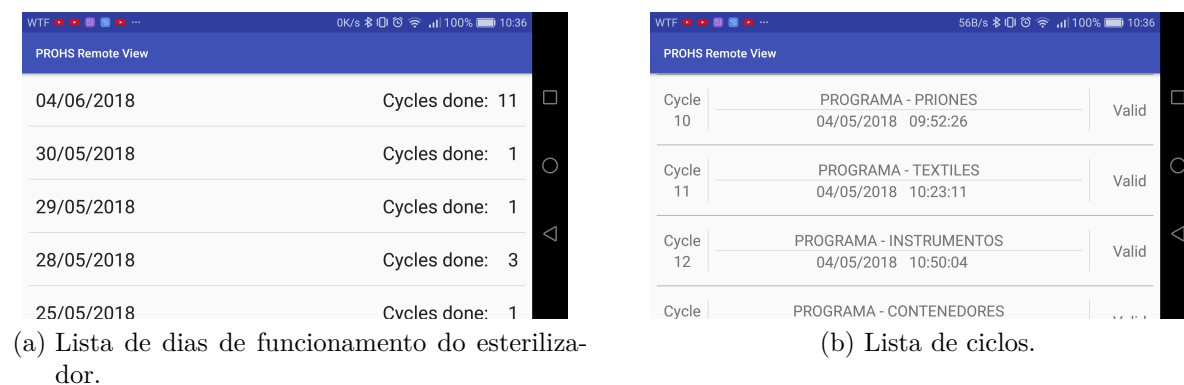 WTF ... 0K/s 100% 10:36
PROHS Remote View
04/06/2018 Cycles done: 11
30/05/2018 Cycles done: 1
29/05/2018 Cycles done: 1
28/05/2018 Cycles done: 3
25/05/2018 Cycles done: 1
(a) Lista de dias de funcionamento do esteriliza-
dor.
WTF ... 56B/s 100% 10:36
PROHS Remote View
Cycle 10 PROGRAMA - PRIONES
04/05/2018 09:52:26 Valid
Cycle 11 PROGRAMA - TEXTILES
04/05/2018 10:23:11 Valid
Cycle 12 PROGRAMA - INSTRUMENTOS
04/05/2018 10:50:04 Valid
Cycle PROGRAMA - CONTENEDORES
(b) Lista de ciclos.